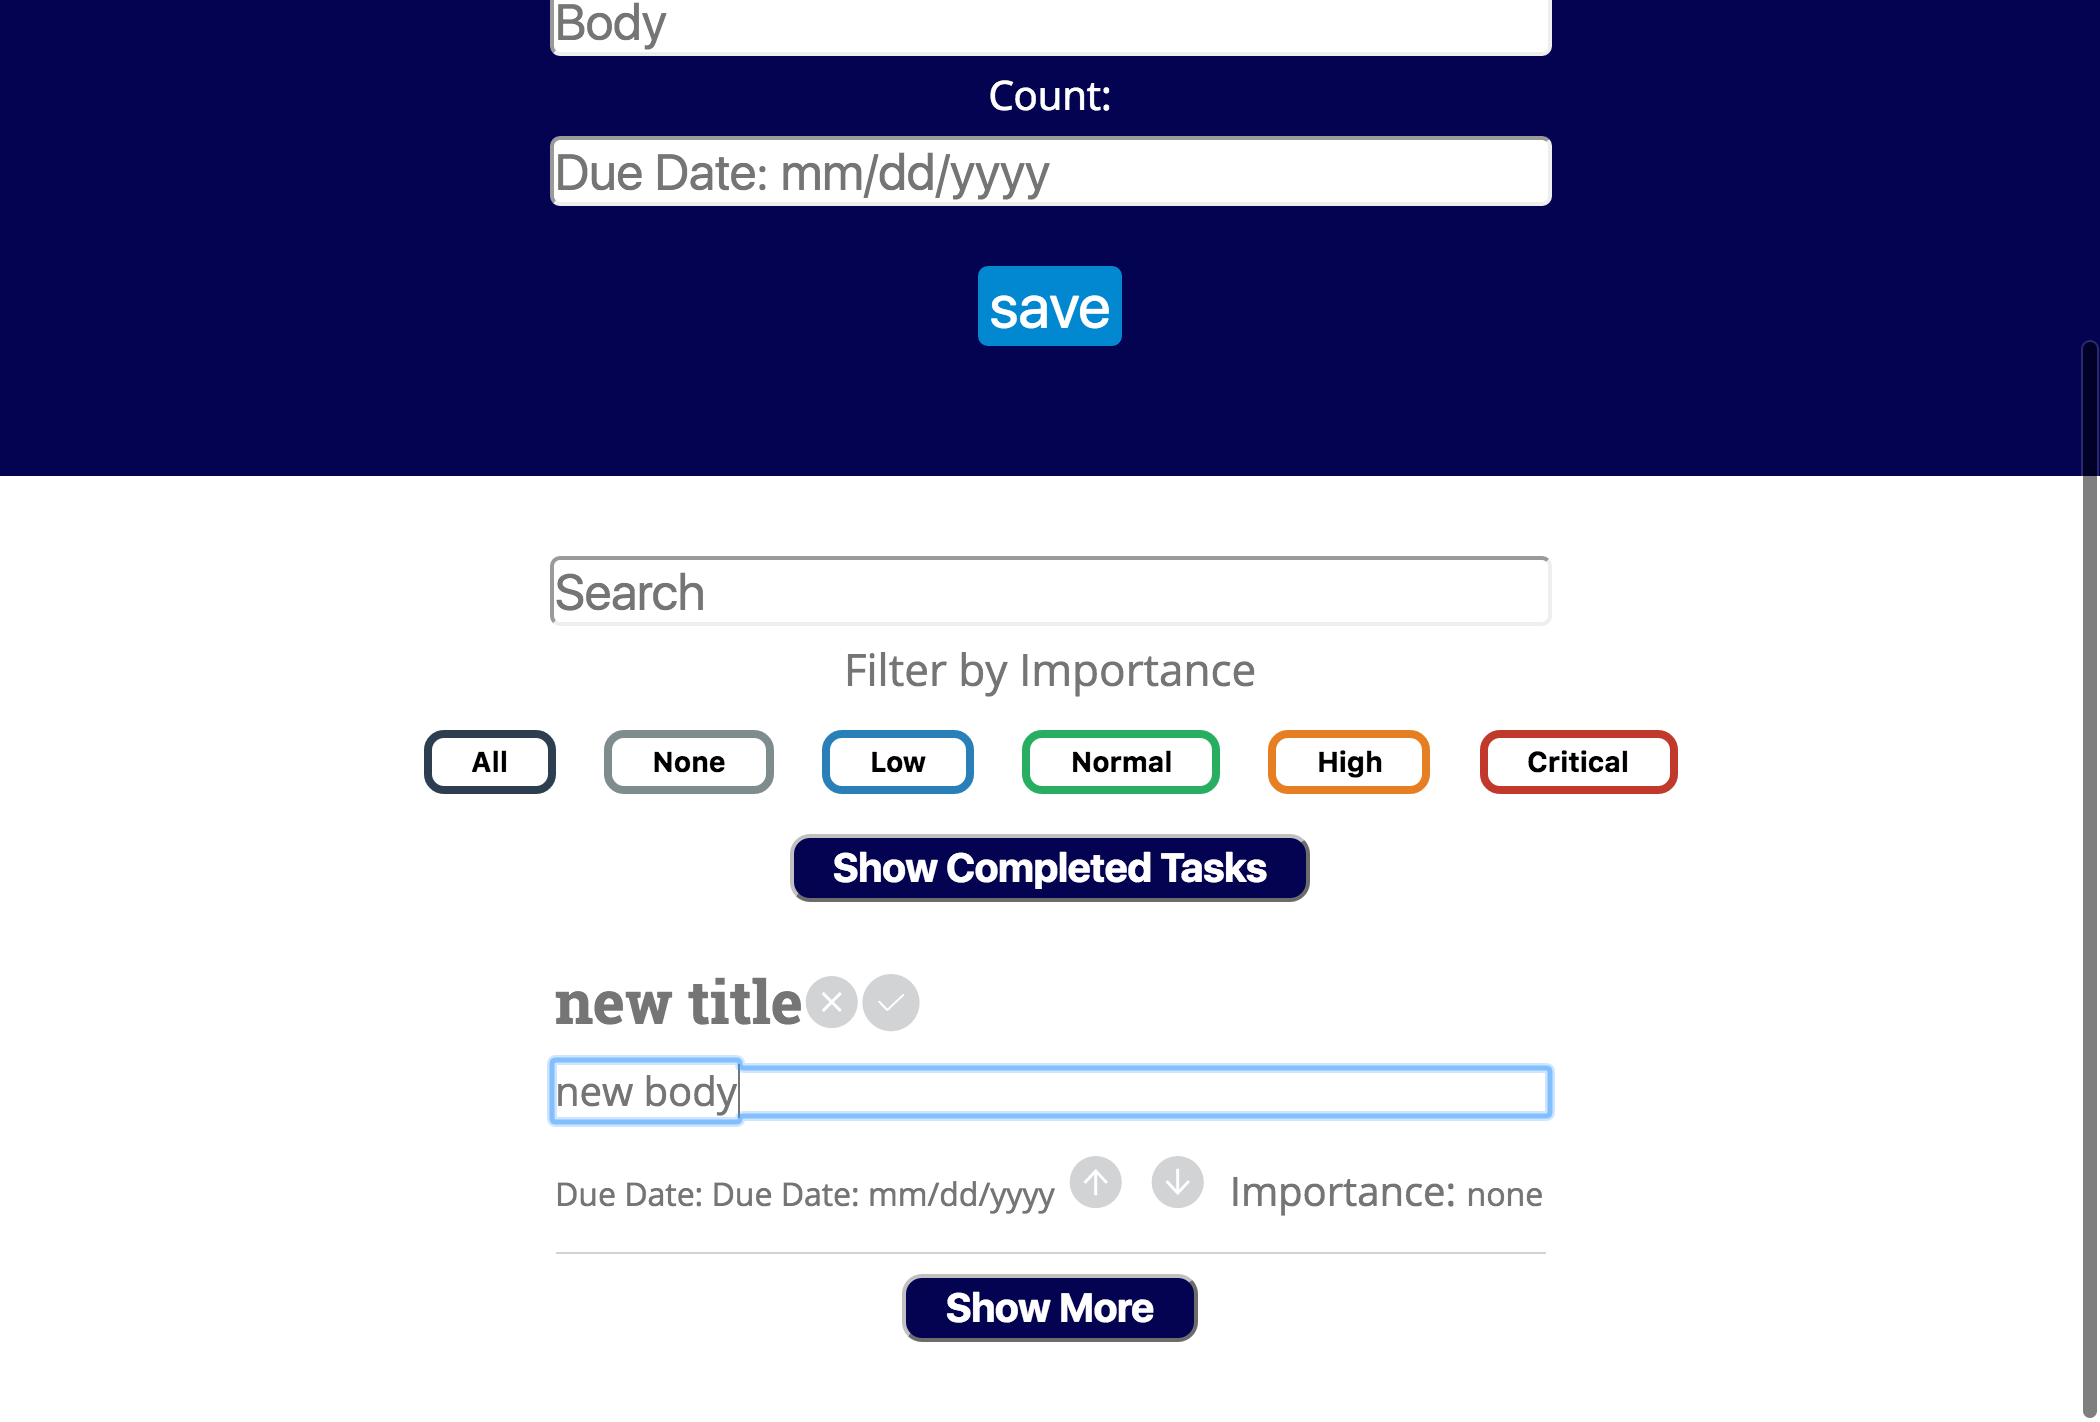 Body
Count:
Due Date: mm/dd/yyyy
save
Search
Filter by Importance
All None Low Normal High Critical
Show Completed Tasks
new title
new body
Due Date: Due Date: mm/dd/yyyy Importance: none
Show More